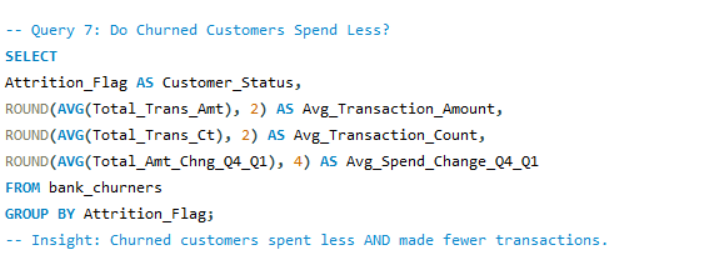 -- Query 7: Do Churned Customers Spend Less?
SELECT
Attrition_Flag AS Customer_Status,
ROUND(AVG(Total_Trans_Amt), 2) AS Avg_Transaction_Amount,
ROUND(AVG(Total_Trans_Ct), 2) AS Avg_Transaction_Count,
ROUND(AVG(Total_Amt_Chng_Q4_Q1), 4) AS Avg_Spend_Change_Q4_Q1
FROM bank_churners
GROUP BY Attrition_Flag;
-- Insight: Churned customers spent less AND made fewer transactions.